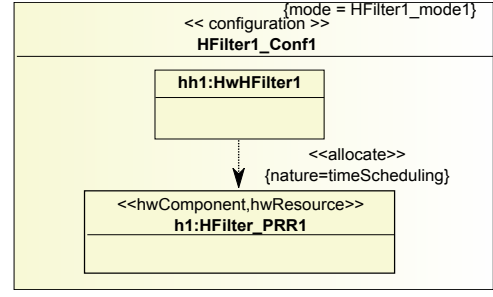 {mode = HFilter1_mode1}
<< configuration >>
HFilter1_Conf1
hh1:HwHFilter1
<<allocate>>
{nature=timeScheduling}
<<hwComponent,hwResource>>
h1:HFilter_PRR1